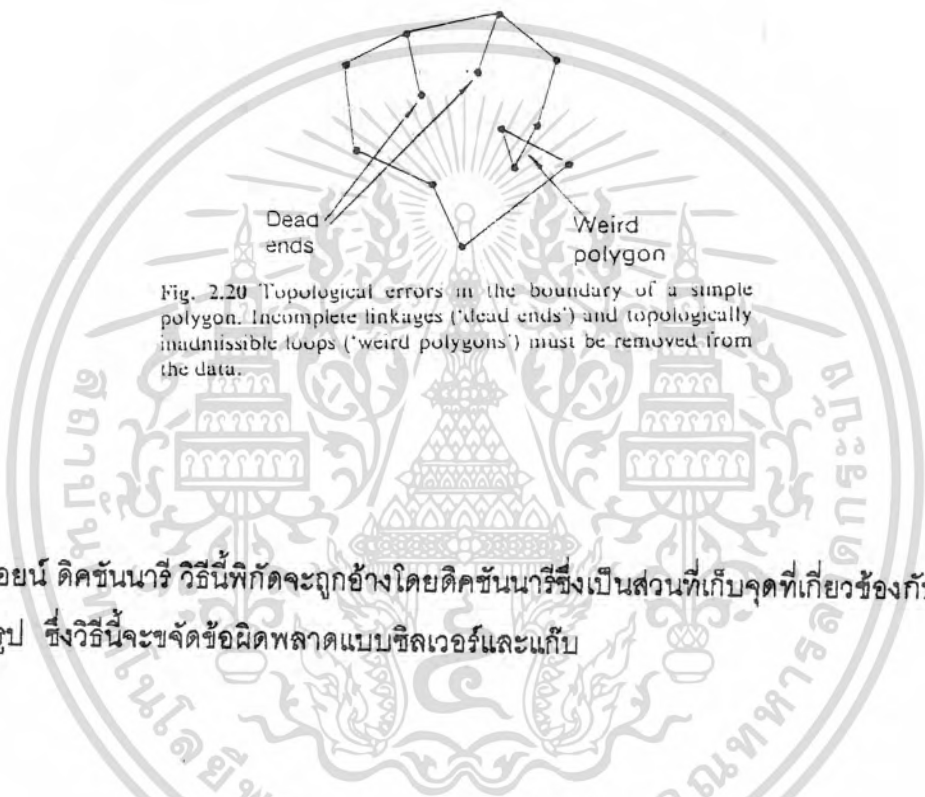 Dead
ends
Weird
polygon
Fig. 2.20 Topological errors in the boundary of a simple
polygon. Incomplete linkages ('dead ends') and topologically
inadmissible loops ('weird polygons') must be removed from
the data.
อยน์ ดิคชันนารี วิธีนี้พิกัดจะถูกอ้างโดยดิคชันนารีซึ่งเป็นส่วนที่เก็บจุดที่เกี่ยวข้องกับ
รูป ซึ่งวิธีนี้จะขจัดข้อผิดพลาดแบบซิลเวอร์และแก๊บ